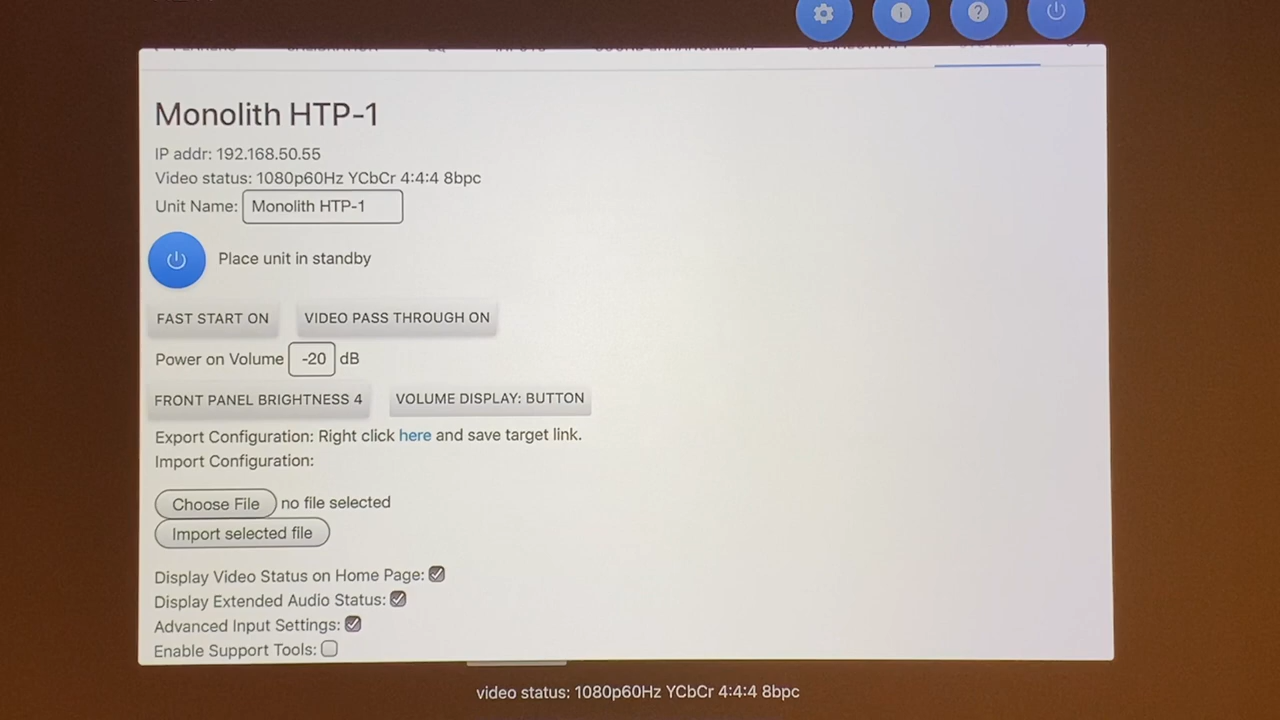 Monolith HTP-1
IP addr: 192.168.50.55
Video status: 1080p60Hz YCbCr 4:4:4 8bpc
Unit Name: Monolith HTP-1
Place unit in standby
FAST START ON VIDEO PASS THROUGH ON
Power on Volume -20 dB
FRONT PANEL BRIGHTNESS 4 VOLUME DISPLAY: BUTTON
Export Configuration: Right click here and save target link.
Import Configuration:
Choose File no file selected
Import selected file
Display Video Status on Home Page:
Display Extended Audio Status:
Advanced Input Settings:
Enable Support Tools:
video status: 1080p60Hz YCbCr 4:4:4 8bpc